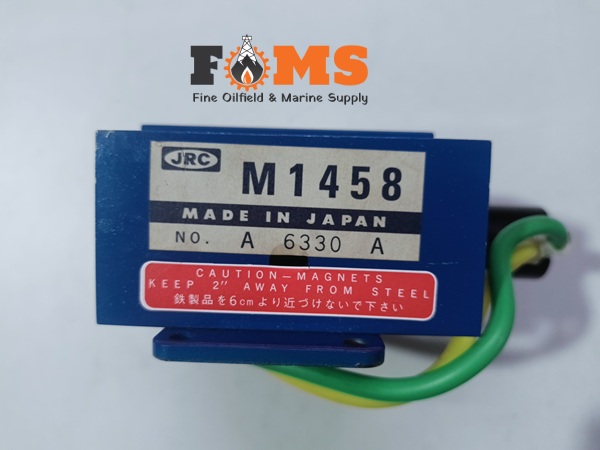 FOMS
Fine Oilfield & Marine Supply
JRC
M1458
MADE IN JAPAN
NO. A 6330 A
CAUTION—MAGNETS
KEEP 2" AWAY FROM STEEL
鉄製品を6cmより近づけないで下さい